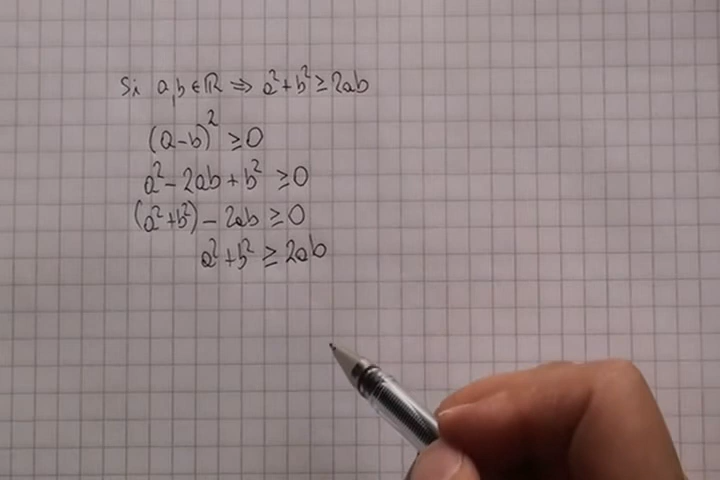 Si a,b ∈ ℝ ⇒ a² + b² ≥ 2ab
(a-b)² ≥ 0
a² - 2ab + b² ≥ 0
(a² + b²) - 2ab ≥ 0
a² + b² ≥ 2ab